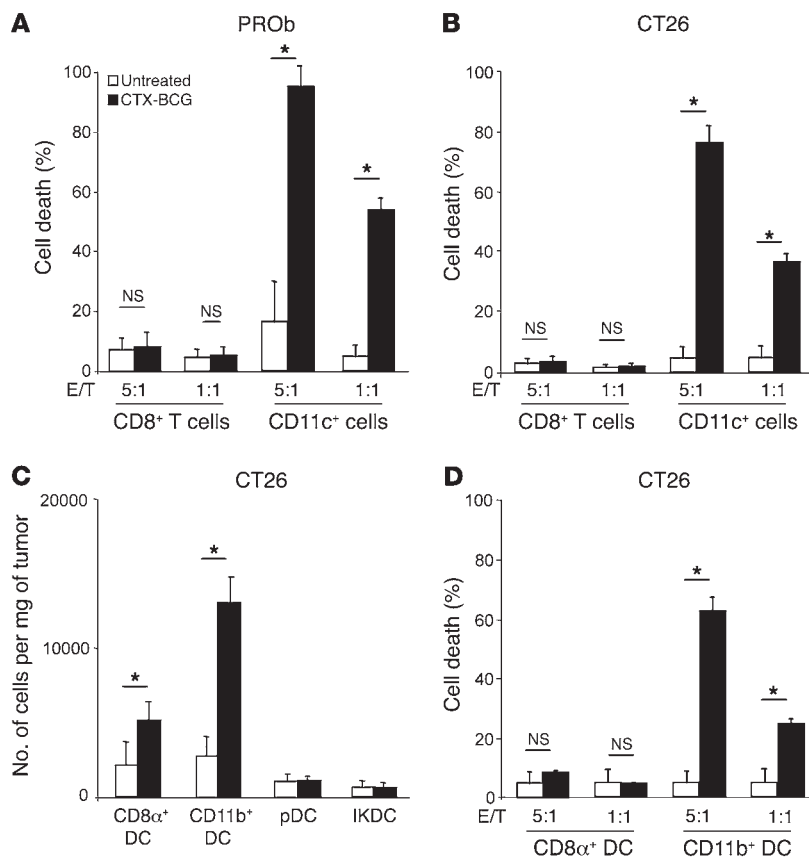 A
PROb
Untreated
CTX-BCG
Cell death (%)
100
80
60
40
20
0
NS
NS
*
*
E/T
5:1
1:1
5:1
1:1
CD8⁺ T cells
CD11c⁺ cells
B
CT26
Cell death (%)
100
80
60
40
20
0
NS
NS
*
*
E/T
5:1
1:1
5:1
1:1
CD8⁺ T cells
CD11c⁺ cells
C
CT26
No. of cells per mg of tumor
20000
10000
0
*
*
CD8α⁺
DC
CD11b⁺
DC
pDC
IKDC
D
CT26
Cell death (%)
100
80
60
40
20
0
NS
NS
*
*
E/T
5:1
1:1
5:1
1:1
CD8α⁺ DC
CD11b⁺ DC